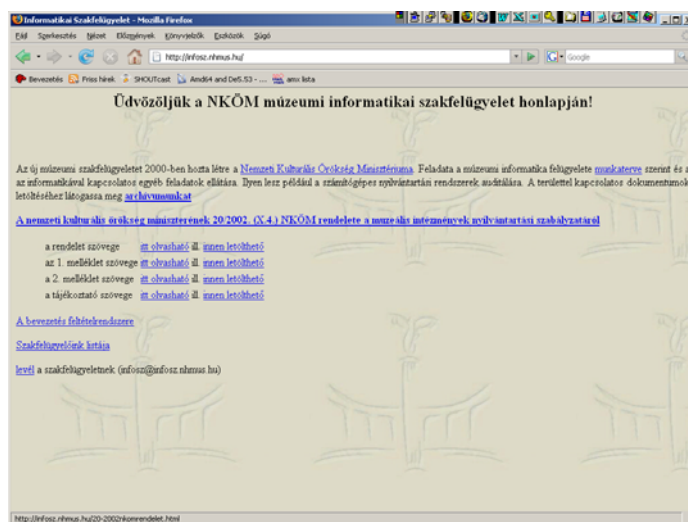 Informatikai Szakfelügyelet - Mozilla Firefox
Fájl Szerkesztés Nézet Előzmények Könyvjelzők Eszközök Súgó
http://infosz.nhmus.hu/ Google
Bevezetés Friss hírek SHOUTcast Amd64 and De5.53 - ... amx lista
Üdvözöljük a NKÖM múzeumi informatikai szakfelügyelet honlapján!
Az új múzeumi szakfelügyeletet 2000-ben hozta létre a Nemzeti Kulturális Örökség Minisztériuma. Feladata a múzeumi informatika felügyelete munkaterve szerint és a
az informatikával kapcsolatos egyéb feladatok ellátására. Ilyen lesz például a számítógépes nyilvántartási rendszerek auditálása. A területtel kapcsolatos dokumentumok
letöltéséhez látogassa meg archívumunkat
A nemzeti kulturális örökség miniszterének 20/2002. (X.4.) NKÖM rendelete a muzeális intézmények nyilvántartási szabályzatáról
a rendelet szövege itt olvasható ill. innen letölthető
az 1. melléklet szövege itt olvasható ill. innen letölthető
a 2. melléklet szövege itt olvasható ill. innen letölthető
a tájékoztató szövege itt olvasható ill. innen letölthető
A bevezetés feltételrendszere
Szakfelügyelőink listája
levél a szakfelügyeletnek (infosz@infosz.nhmus.hu)
http://infosz.nhmus.hu/20-2002nkomrendelet.html